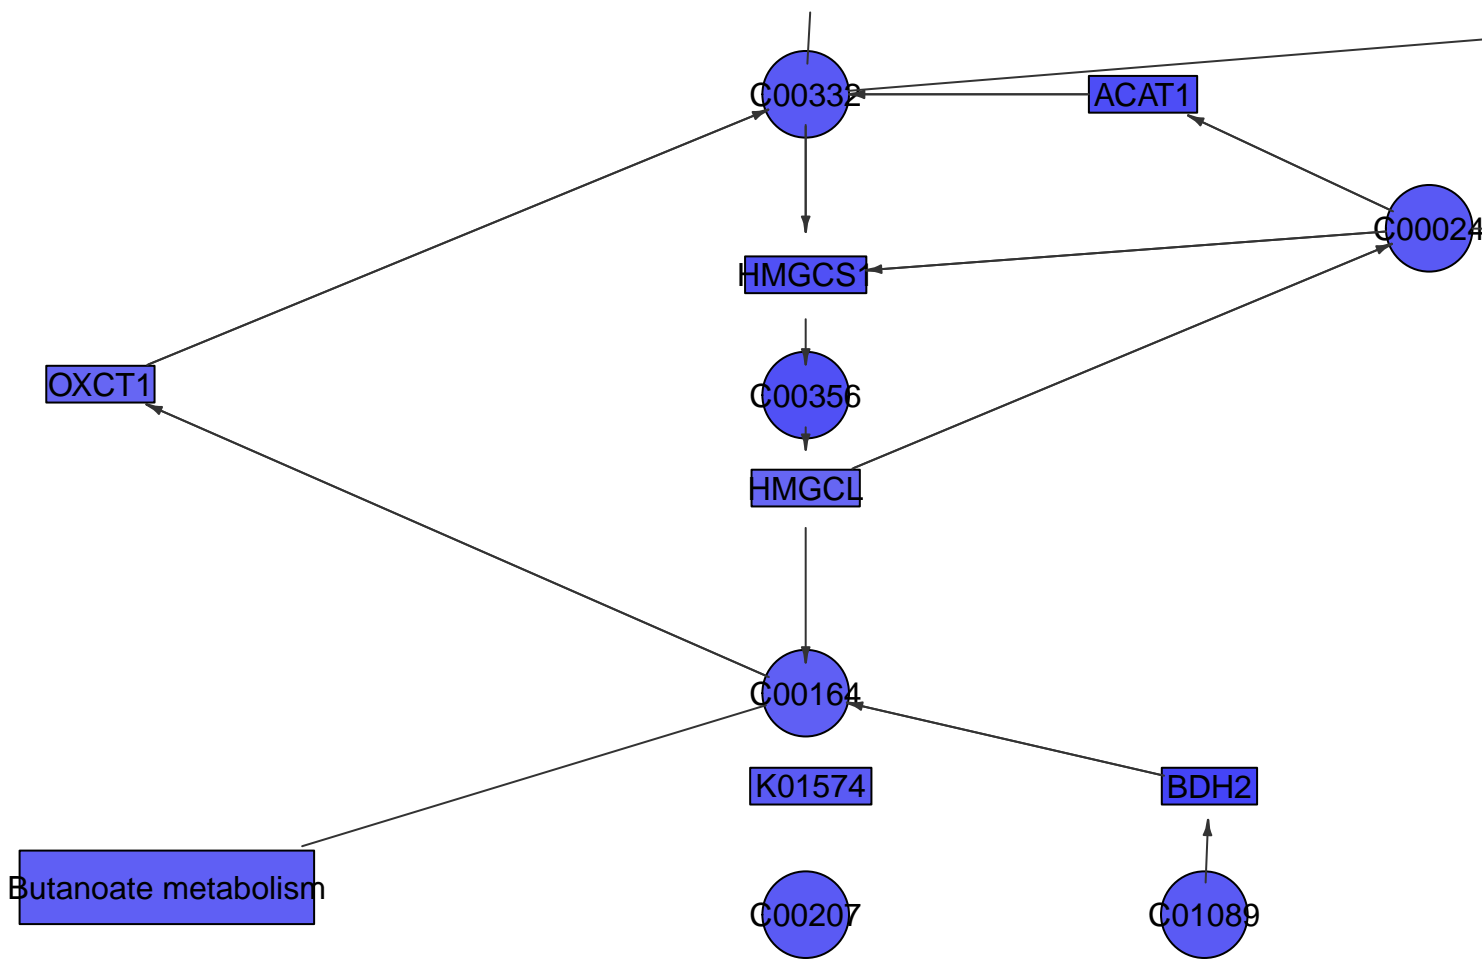 C00332
ACAT1
C00024
HMGCS1
OXCT1
C00356
HMGCL
C00164
K01574
BDH2
Butanoate metabolism
C00207
C01089